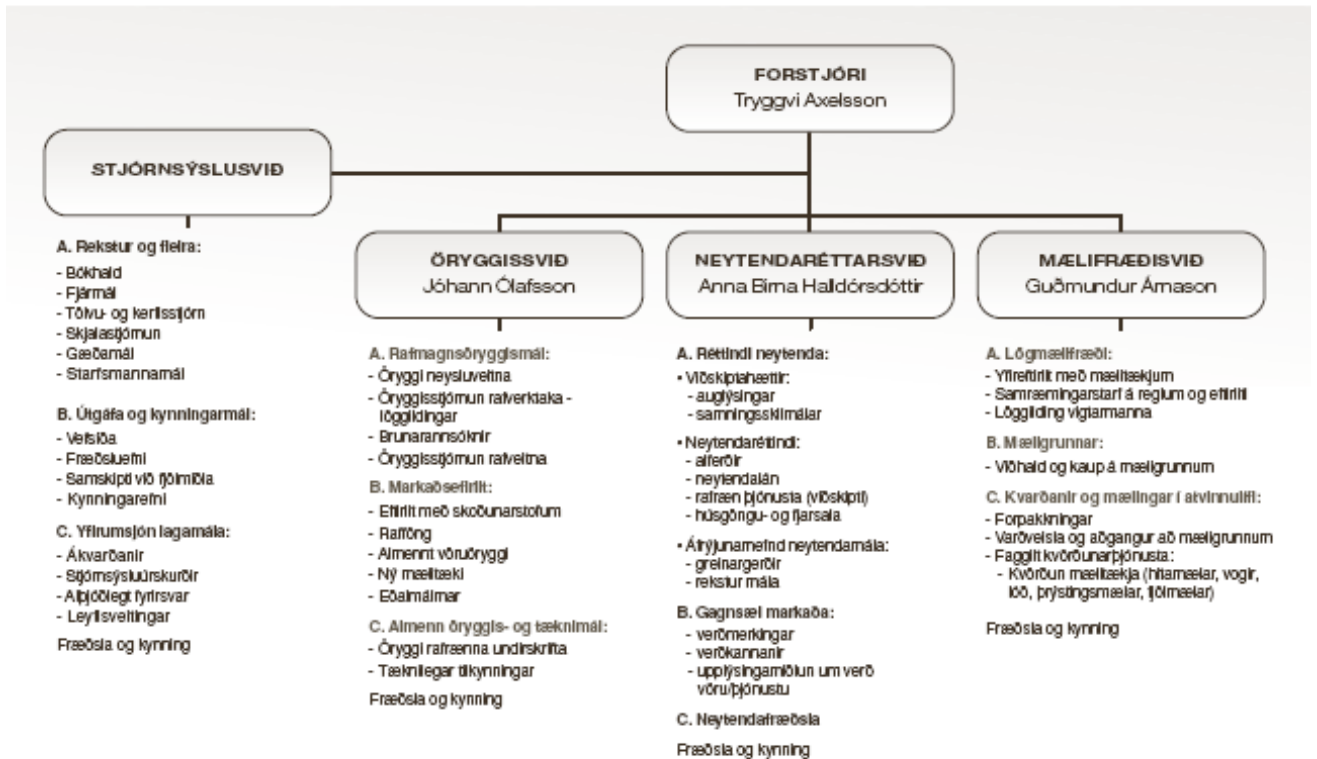 FORSTJÓRI
Tryggvi Axelsson
STJÓRNSÝSLUSVIÐ
A. Rekstur og fleira:
- Bókhald
- Fjármál
- Tölvu- og kerfisstjórn
- Skjalastjórnun
- Gæðamál
- Starfsmannamál
B. Útgáfa og kynningarmál:
- Vefsíða
- Fræðsluefni
- Samskipti við fjölmiðla
- Kynningarefni
C. Yfirumsjón lagamála:
- Ákvarðanir
- Stjórnsýsluúrskurðir
- Alþjóðlegt fyrirsvar
- Leyfisveitingar
Fræðsla og kynning
ÖRYGGISSVIÐ
Jóhann Ólafsson
A. Rafmagnsöryggismál:
- Öryggi neysluveitna
- Öryggisstjórnun rafverktaka -
löggildingar
- Brunarannsóknir
- Öryggisstjórnun rafveitna
B. Markaðsefirlit:
- Eftirlit með skoðunarstofum
- Rafföng
- Almennt vöruöryggi
- Ný mælitæki
- Eðalmálmar
C. Almenn öryggis- og tæknimál:
- Öryggi rafrænna undirskrifta
- Tæknilegar tilkynningar
Fræðsla og kynning
NEYTENDARÉTTARSVIÐ
Anna Birna Halldórsdóttir
A. Réttindi neytenda:
• Viðskiptahættir:
- auglýsingar
- samningsskilmálar
• Neytendaréttindi:
- alferðir
- neytendalán
- rafræn þjónusta (viðskipti)
- húsgöngu- og fjarsala
• Áfrýjunarnefnd neytendamála:
- greinargerðir
- rekstur mála
B. Gagnsæi markaða:
- verðmerkingar
- verðkannanir
- upplýsingamiðlun um verð
vöru/þjónustu
C. Neytendafræðsla
Fræðsla og kynning
MÆLIFRÆÐISVIÐ
Guðmundur Árnason
A. Lögmælifræði:
- Yfireftirlit með mælitækjum
- Samræmingarstarf á reglum og eftirliti
- Löggilding vigtarmanna
B. Mæligrunnar:
- Viðhald og kaup á mæligrunnum
C. Kvarðanir og mælingar í atvinnulífi:
- Forpakkningar
- Varðveisla og aðgangur að mæligrunnum
- Faggilt kvörðunarþjónusta:
- Kvörðun mælitækja (hitamælar, vogir,
lóð, þrýstingsmælar, fjölmælar)
Fræðsla og kynning